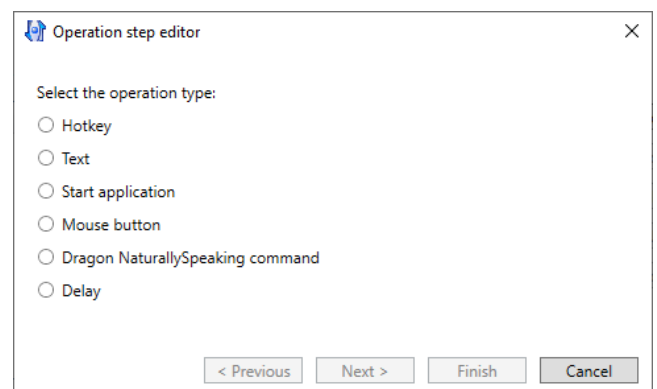 Operation step editor
Select the operation type:
Hotkey
Text
Start application
Mouse button
Dragon NaturallySpeaking command
Delay
< Previous Next > Finish Cancel